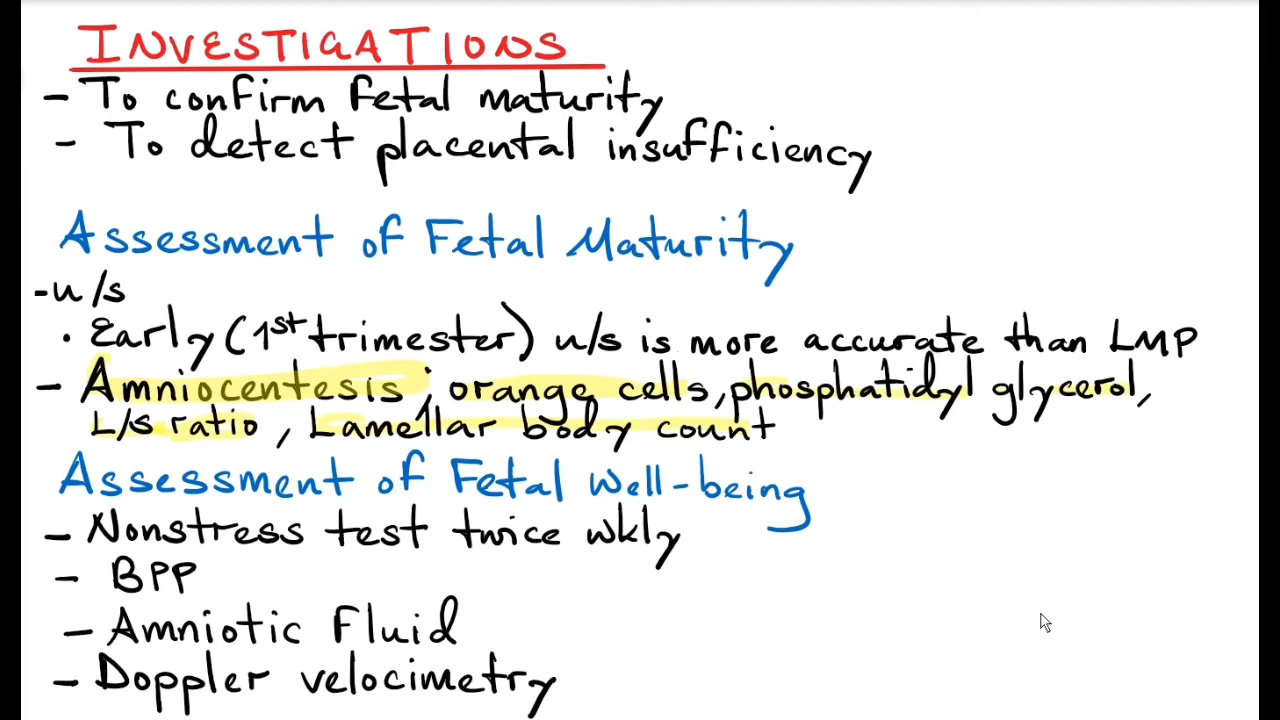 INVESTIGATIONS
- To confirm fetal maturity
- To detect placental insufficiency
Assessment of Fetal Maturity
-u/s
· Early (1st trimester) u/s is more accurate than LMP
- Amniocentesis; orange cells, phosphatidyl glycerol,
L/s ratio, Lamellar body count
Assessment of Fetal Well-being
- Nonstress test twice wkly
- BPP
- Amniotic Fluid
- Doppler velocimetry